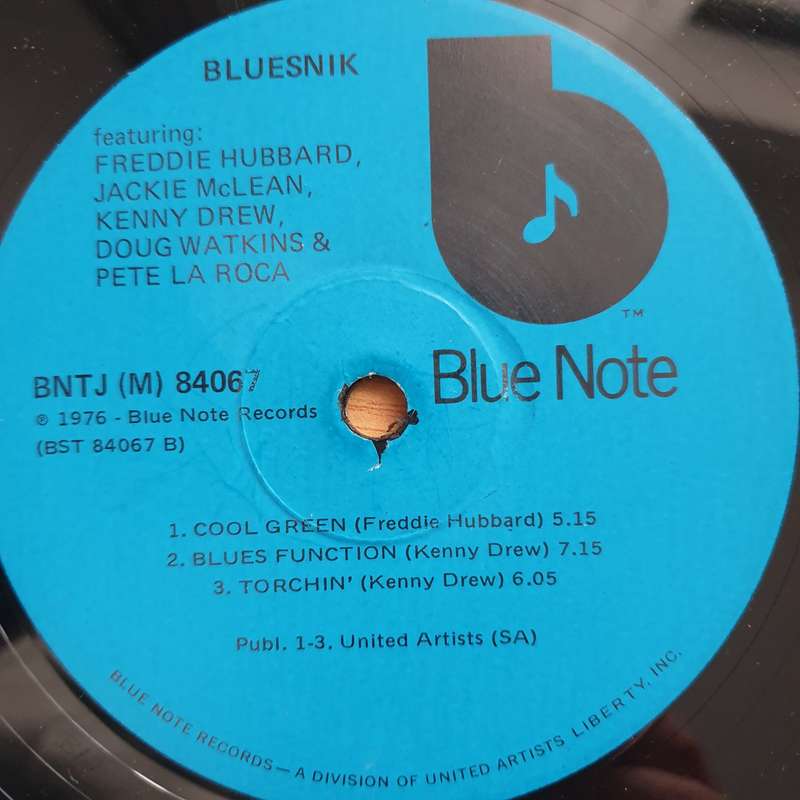 BLUESNIK
featuring:
FREDDIE HUBBARD,
JACKIE McLEAN,
KENNY DREW,
DOUG WATKINS &
PETE LA ROCA
TM
Blue Note
BNTJ (M) 84067
℗ 1976 - Blue Note Records
(BST 84067 B)
1. COOL GREEN (Freddie Hubbard) 5.15
2. BLUES FUNCTION (Kenny Drew) 7.15
3. TORCHIN' (Kenny Drew) 6.05
Publ. 1-3. United Artists (SA)
BLUE NOTE RECORDS — A DIVISION OF UNITED ARTISTS LIBERTY, INC.